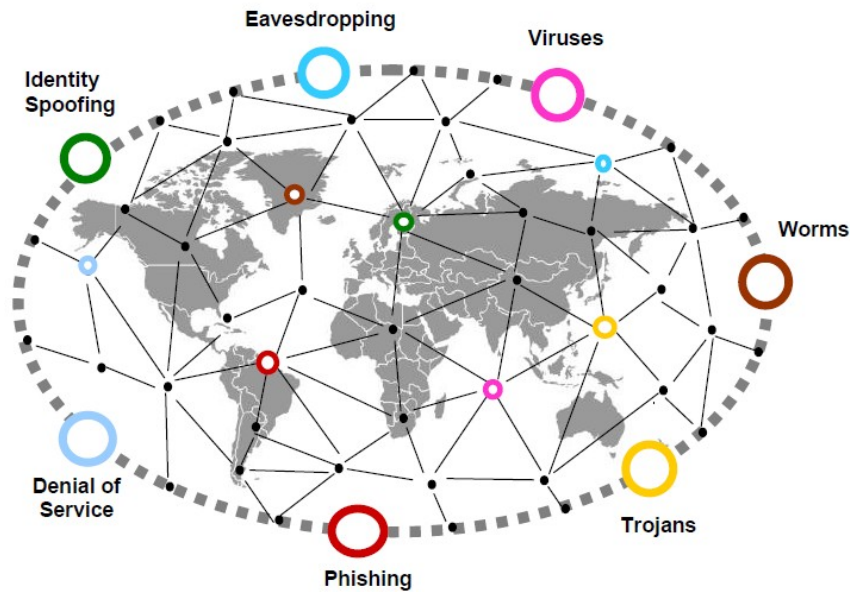 Eavesdropping
Viruses
Identity
Spoofing
Worms
Denial of
Service
Trojans
Phishing